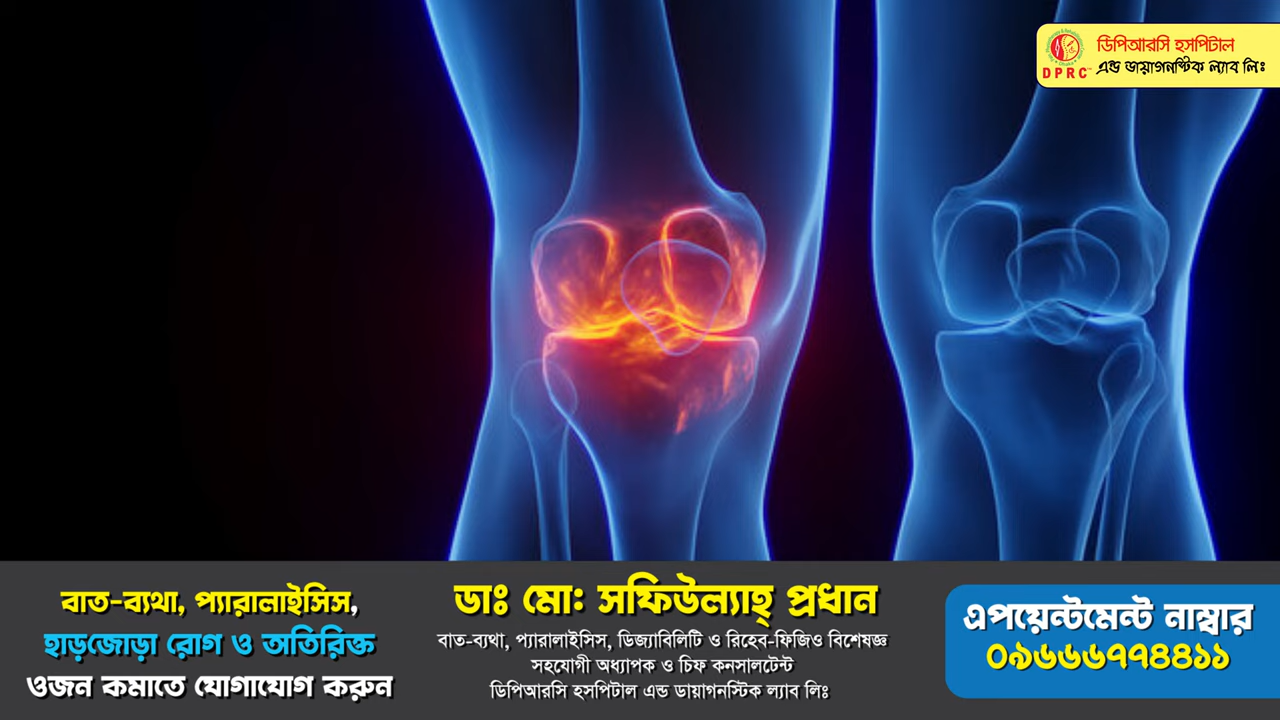 ডিপিআরসি হসপিটাল
DPRC
এন্ড ডায়াগনস্টিক ল্যাব লিঃ
বাত-ব্যথা, প্যারালাইসিস,
হাড়জোড়া রোগ ও অতিরিক্ত
ওজন কমাতে যোগাযোগ করুন
ডাঃ মো: সফিউল্যাহ্ প্রধান
বাত-ব্যথা, প্যারালাইসিস, ডিজ্যাবিলিটি ও রিহেব-ফিজিও বিশেষজ্ঞ
সহযোগী অধ্যাপক ও চিফ কনসালটেন্ট
ডিপিআরসি হসপিটাল এন্ড ডায়াগনস্টিক ল্যাব লিঃ
এপয়েন্টমেন্ট নাম্বার
০৯৬৬৬৭৭৪৪১১